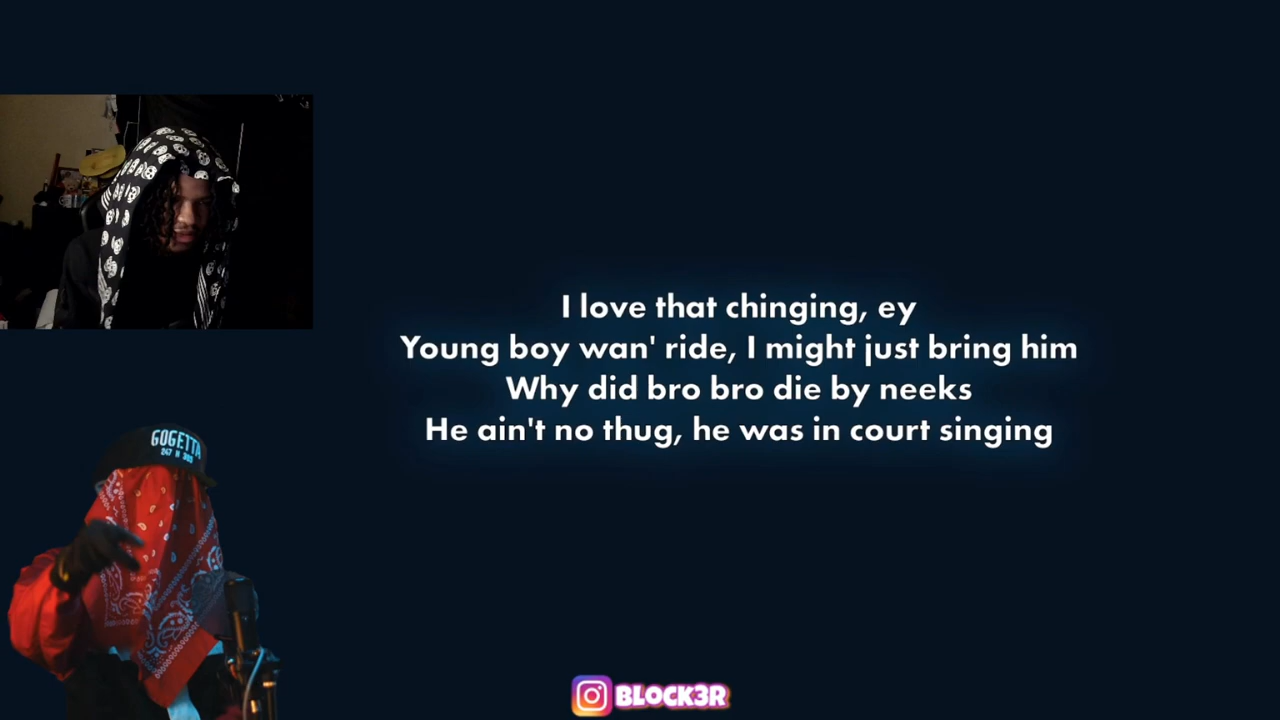 I love that chinging, ey
Young boy wan' ride, I might just bring him
Why did bro bro die by neeks
He ain't no thug, he was in court singing
GOGETTA
BLOCK3R